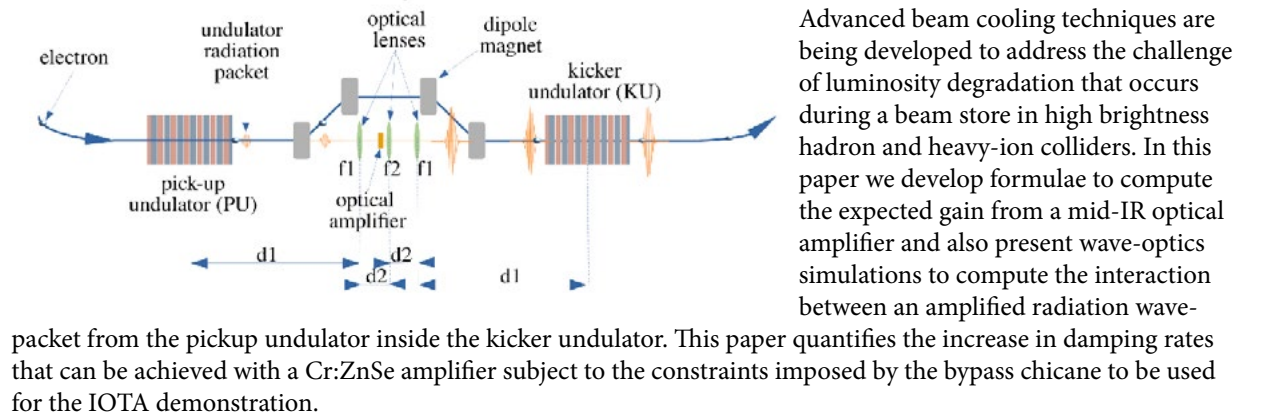 optical
lenses
dipole
magnet
undulator
radiation
packet
electron
kicker
undulator (KU)
f1
f2
f1
pick-up
undulator (PU)
optical
amplifier
d1
d2
d2
d1
Advanced beam cooling techniques are
being developed to address the challenge
of luminosity degradation that occurs
during a beam store in high brightness
hadron and heavy-ion colliders. In this
paper we develop formulae to compute
the expected gain from a mid-IR optical
amplifier and also present wave-optics
simulations to compute the interaction
between an amplified radiation wave-
packet from the pickup undulator inside the kicker undulator. This paper quantifies the increase in damping rates
that can be achieved with a Cr:ZnSe amplifier subject to the constraints imposed by the bypass chicane to be used
for the IOTA demonstration.